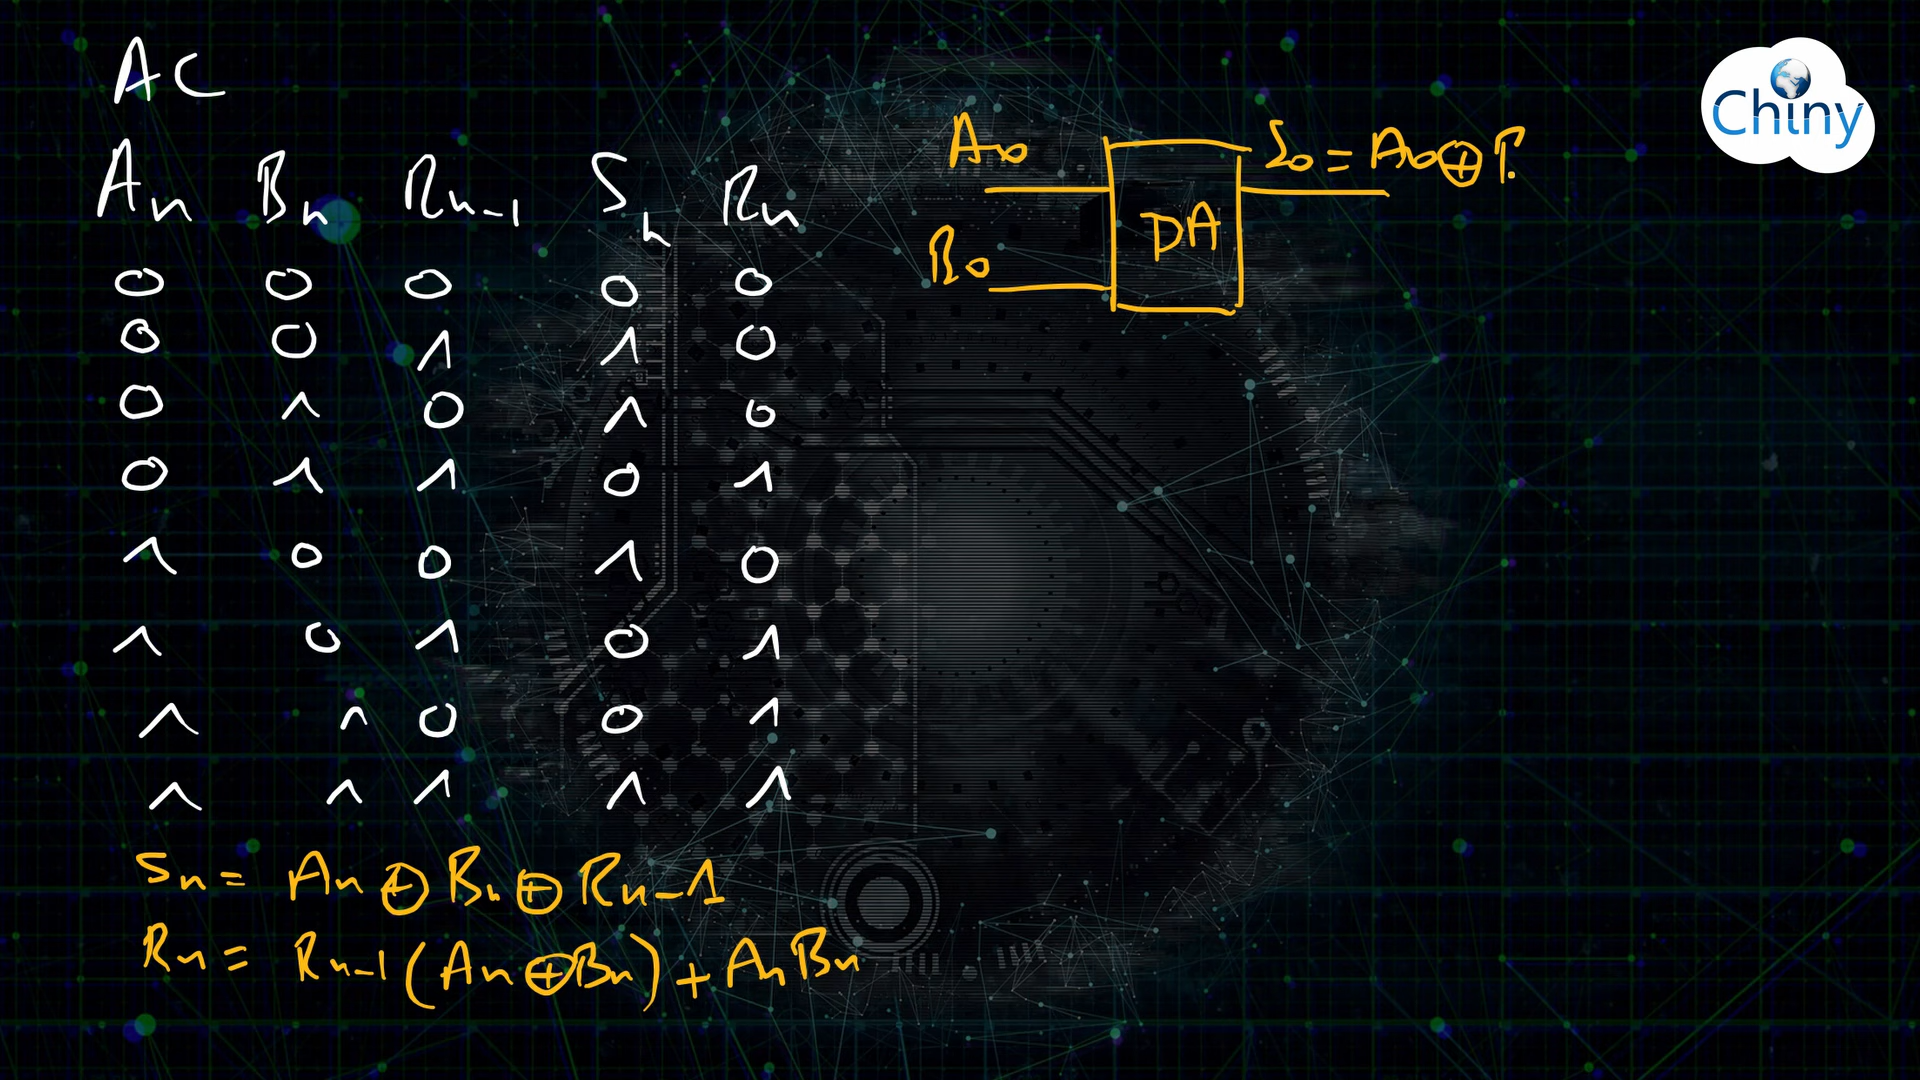 AC
An Bn Rn-1 Sn Rn
0 0 0 0 0
0 0 1 1 0
0 1 0 1 0
0 1 1 0 1
1 0 0 1 0
1 0 1 0 1
1 1 0 0 1
1 1 1 1 1
Sn = An ⊕ Bn ⊕ Rn-1
Rn = Rn-1 (An ⊕ Bn) + An Bn
A0
B0
DA
S0 = A0 ⊕
Chiny